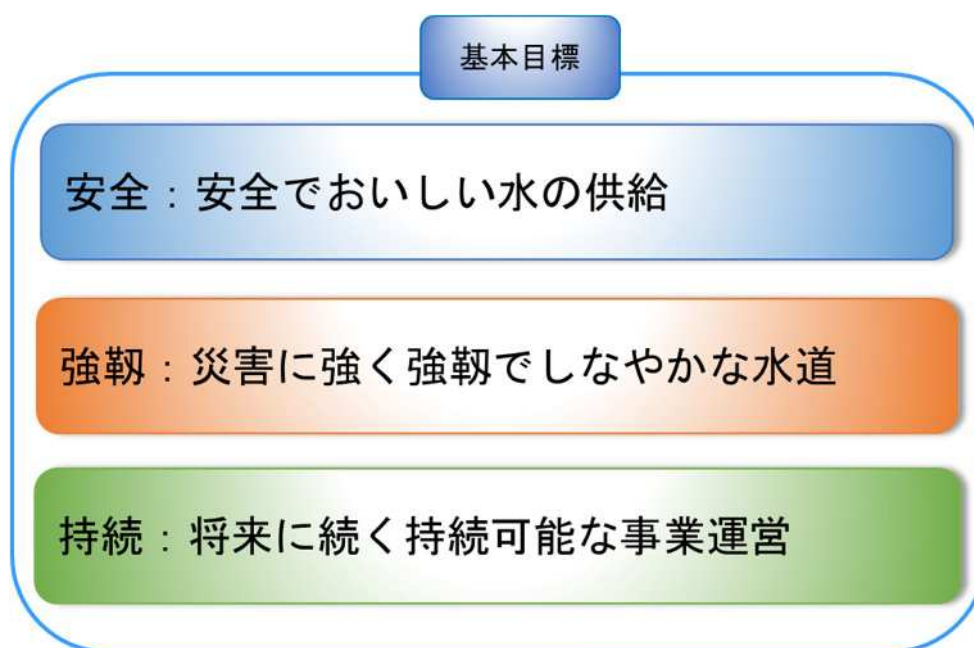 基本目標
安全：安全でおいしい水の供給
強靱：災害に強く強靱でしなやかな水道
持続：将来に続く持続可能な事業運営